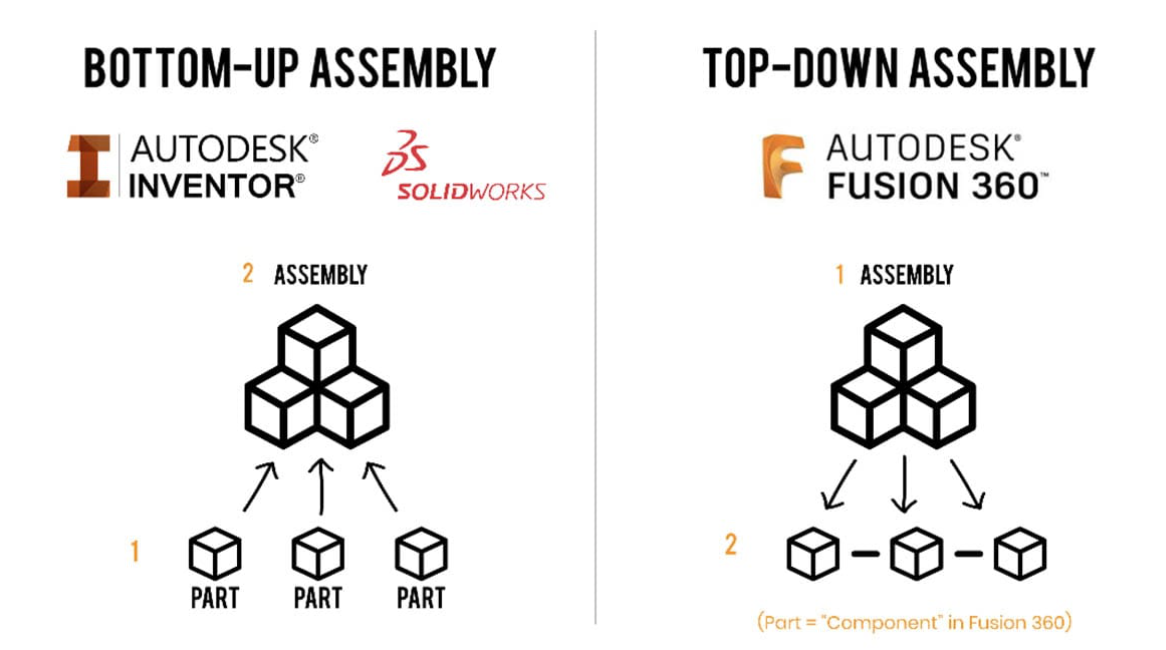 BOTTOM-UP ASSEMBLY
AUTODESK®
INVENTOR®
3DS
SOLIDWORKS
2 ASSEMBLY
1
PART PART PART
TOP-DOWN ASSEMBLY
AUTODESK®
FUSION 360™
1 ASSEMBLY
2
(Part = "Component" in Fusion 360)